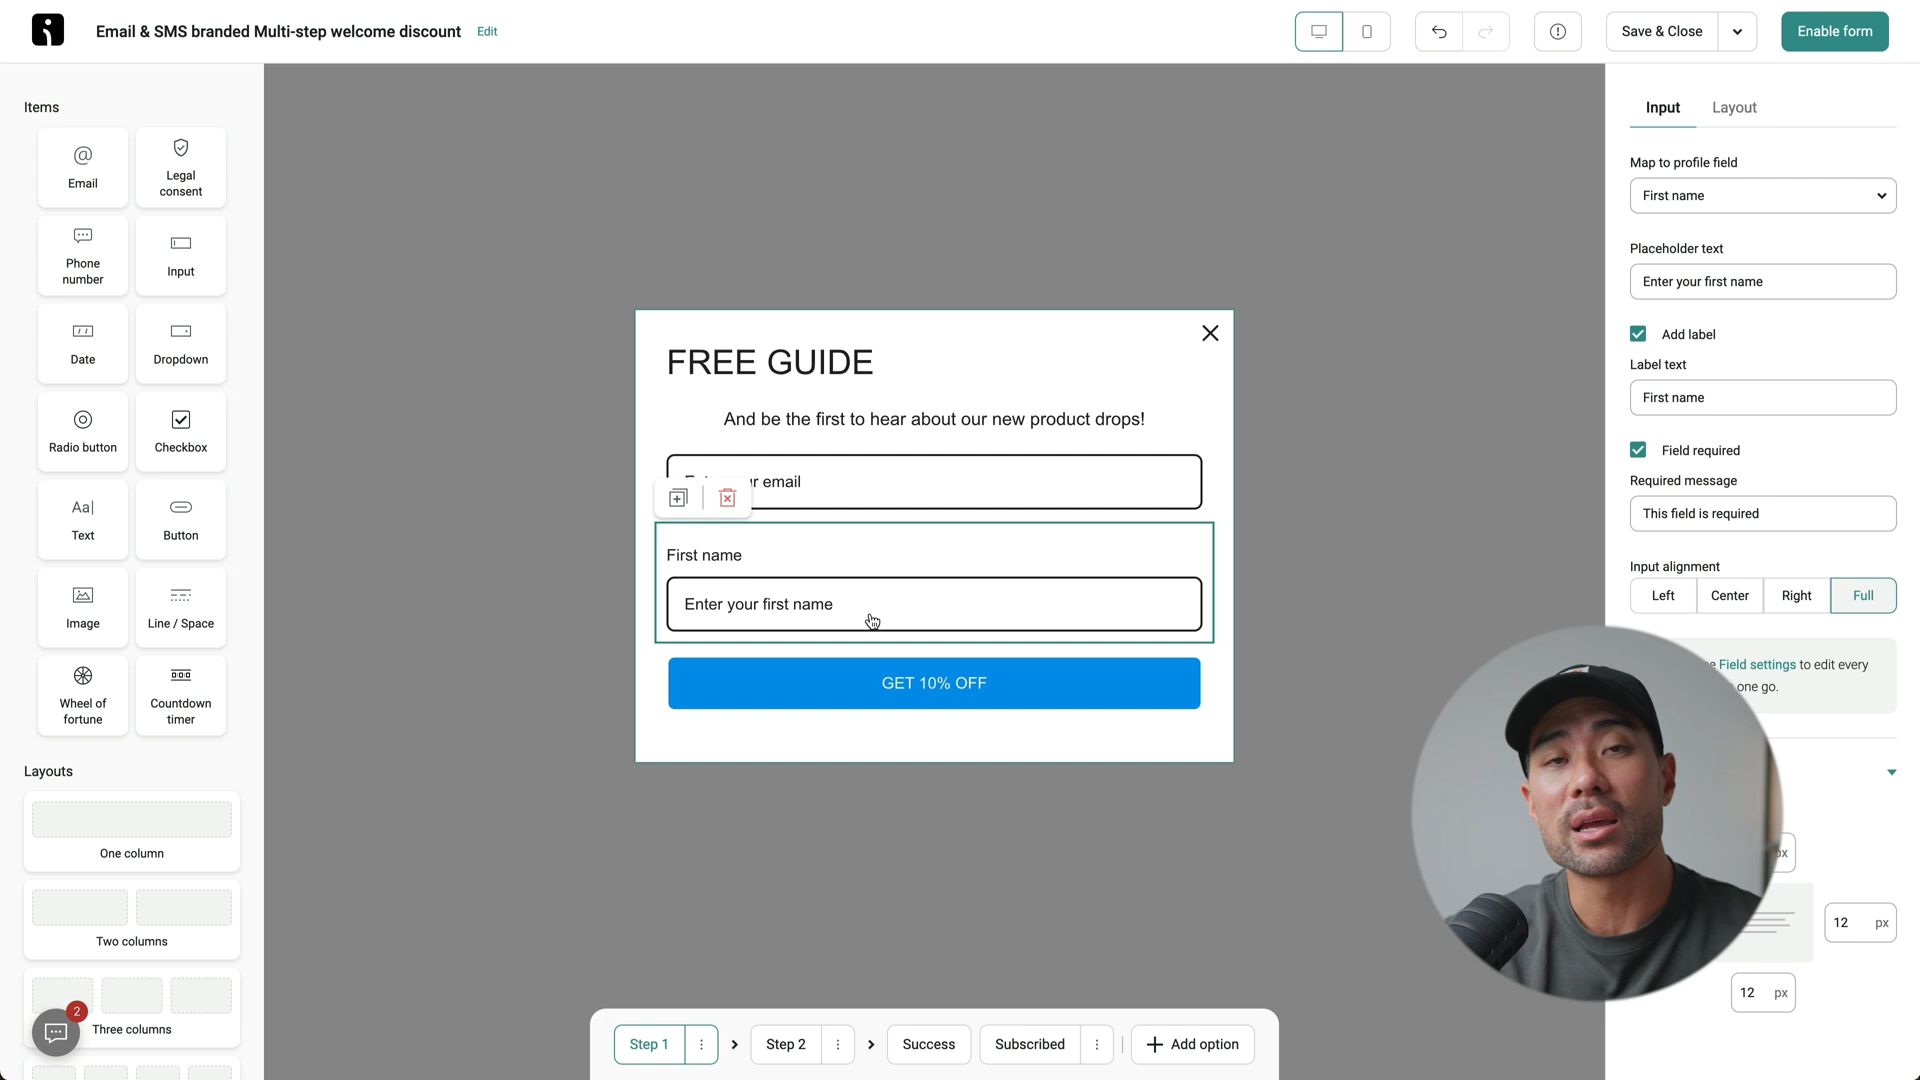 Email & SMS branded Multi-step welcome discount
Edit
Save & Close
Enable form
Items
Email
Legal
consent
Phone
number
Input
Date
Dropdown
Radio button
Checkbox
Aa|
Text
Button
Image
Line / Space
Wheel of
fortune
Countdown
timer
Layouts
One column
Two columns
Three columns
2
FREE GUIDE
And be the first to hear about our new product drops!
email
First name
Enter your first name
GET 10% OFF
Step 1
Step 2
Success
Subscribed
Add option
Input
Layout
Map to profile field
First name
Placeholder text
Enter your first name
Add label
Label text
First name
Field required
Required message
This field is required
Input alignment
Left
Center
Right
Full
Field settings to edit every
one go.
px
12 px
12 px